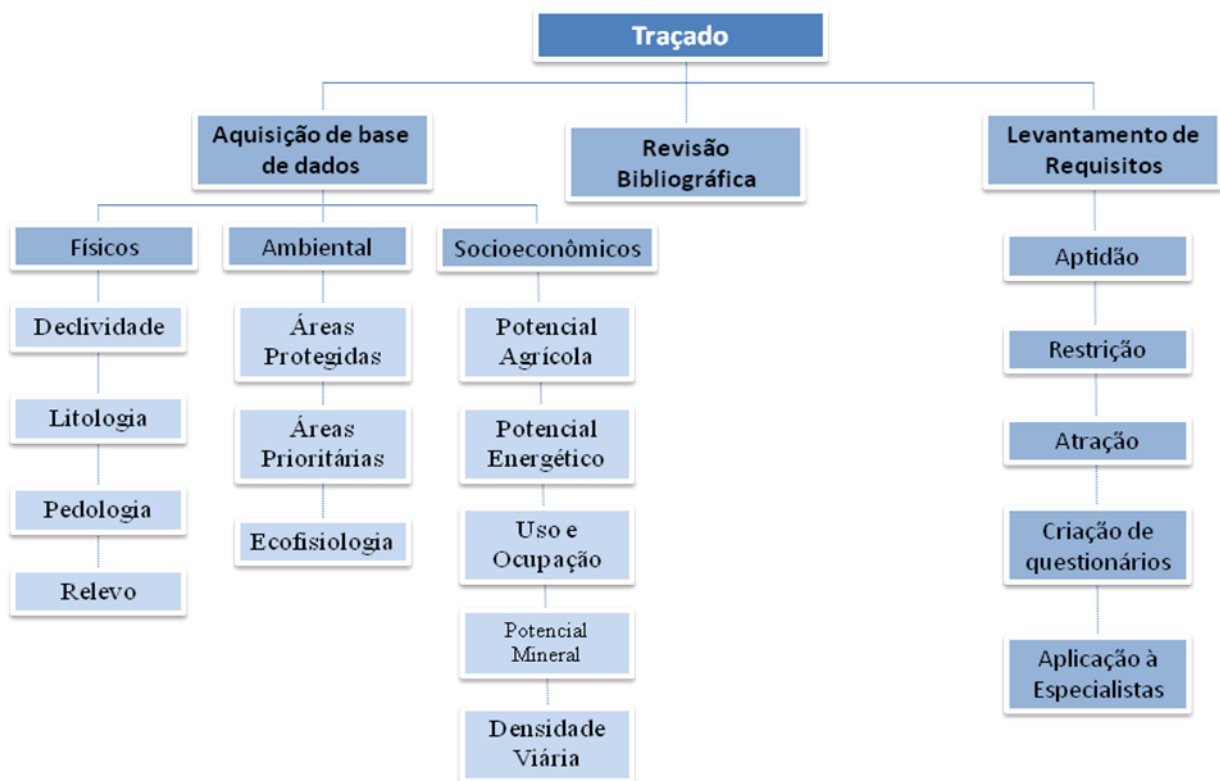 Traçado
Aquisição de base
de dados
Revisão
Bibliográfica
Levantamento de
Requisitos
Físicos
Ambiental
Socioeconômicos
Declividade
Litologia
Pedologia
Relevo
Áreas
Protegidas
Áreas
Prioritárias
Ecofisiologia
Potencial
Agrícola
Potencial
Energético
Uso e
Ocupação
Potencial
Mineral
Densidade
Viária
Aptidão
Restrição
Atração
Criação de
questionários
Aplicação à
Especialistas